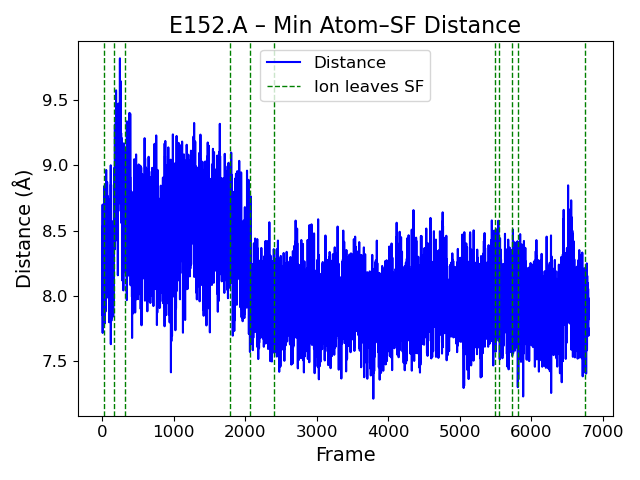 E152.A – Min Atom–SF Distance
Distance
Ion leaves SF
Distance (Å)
9.5
9.0
8.5
8.0
7.5
0 1000 2000 3000 4000 5000 6000 7000
Frame